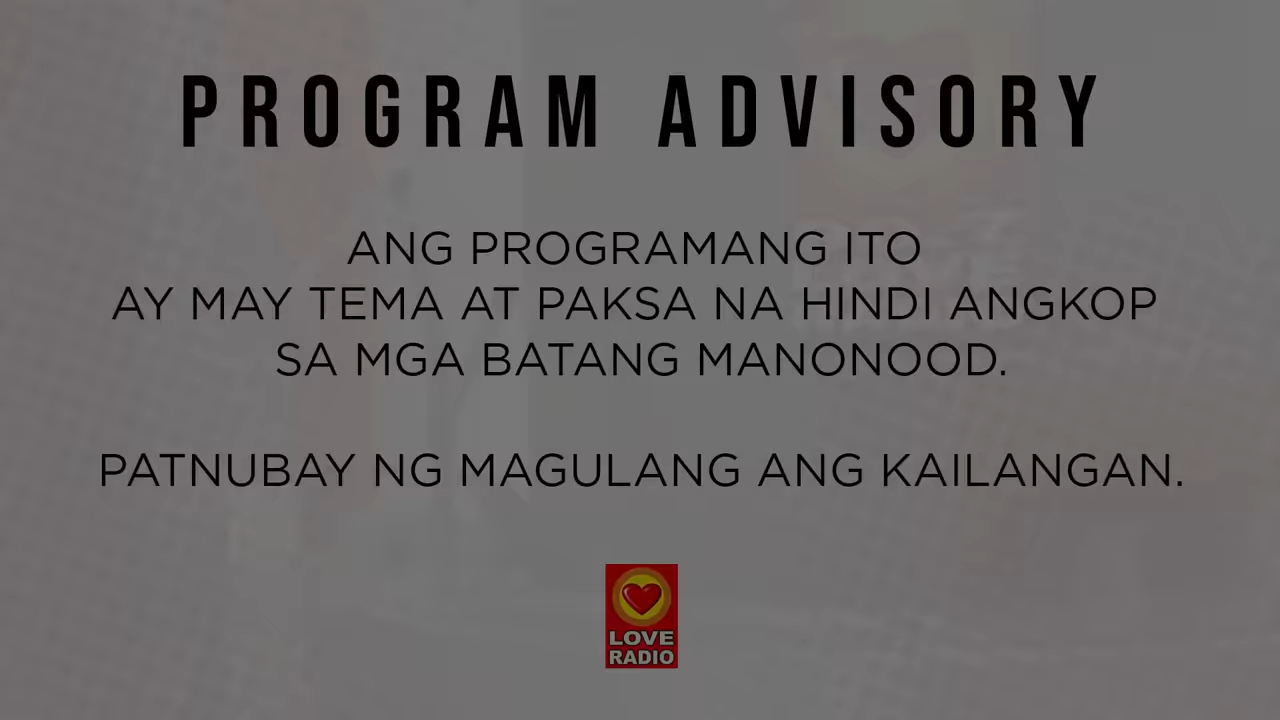 PROGRAM ADVISORY
ANG PROGRAMANG ITO
AY MAY TEMA AT PAKSA NA HINDI ANGKOP
SA MGA BATANG MANONOOD.
PATNUBAY NG MAGULANG ANG KAILANGAN.
LOVE
RADIO